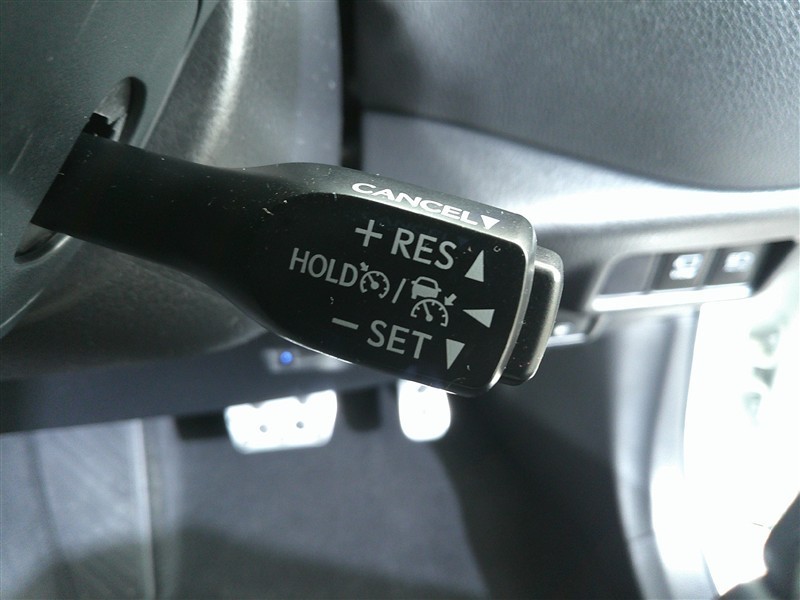 CANCEL▼
+ RES ▲
HOLD / ◀
− SET ▼